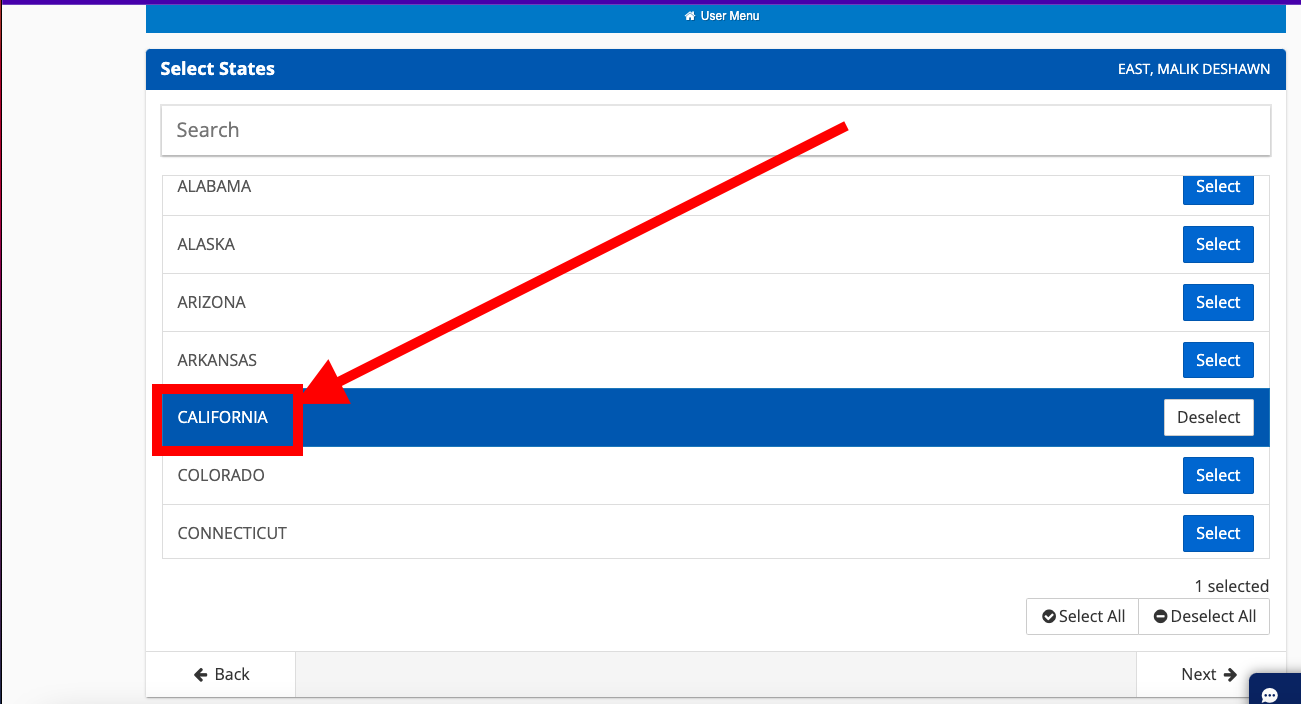 User Menu
Select States
EAST, MALIK DESHAWN
Search
ALABAMA
Select
ALASKA
Select
ARIZONA
Select
ARKANSAS
Select
CALIFORNIA
Deselect
COLORADO
Select
CONNECTICUT
Select
1 selected
Select All
Deselect All
Back
Next